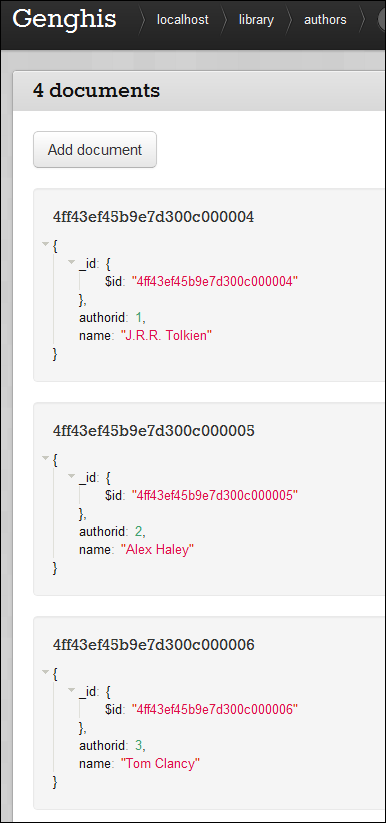 Genghis localhost library authors
4 documents
Add document
4ff43ef45b9e7d300c000004
{
_id: {
$id: "4ff43ef45b9e7d300c000004"
},
authorid: 1,
name: "J.R.R. Tolkien"
}
4ff43ef45b9e7d300c000005
{
_id: {
$id: "4ff43ef45b9e7d300c000005"
},
authorid: 2,
name: "Alex Haley"
}
4ff43ef45b9e7d300c000006
{
_id: {
$id: "4ff43ef45b9e7d300c000006"
},
authorid: 3,
name: "Tom Clancy"
}